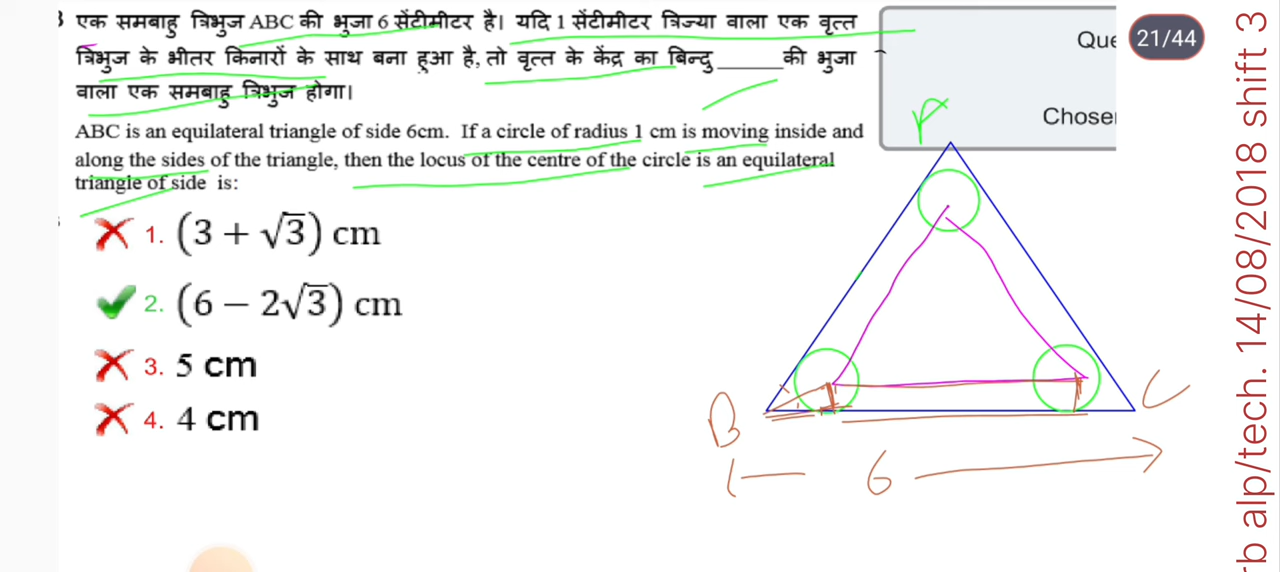 एक समबाहु त्रिभुज ABC की भुजा 6 सेंटीमीटर है। यदि 1 सेंटीमीटर त्रिज्या वाला एक वृत्त
त्रिभुज के भीतर किनारों के साथ बना हुआ है, तो वृत्त के केंद्र का बिन्दु______की भुजा
वाला एक समबाहु त्रिभुज होगा।
ABC is an equilateral triangle of side 6cm. If a circle of radius 1 cm is moving inside and
along the sides of the triangle, then the locus of the centre of the circle is an equilateral
triangle of side is:
1. (3 + √3) cm
2. (6 − 2√3) cm
3. 5 cm
4. 4 cm
Que
21/44
Chose
B
C
6
rb alp/tech. 14/08/2018 shift 3